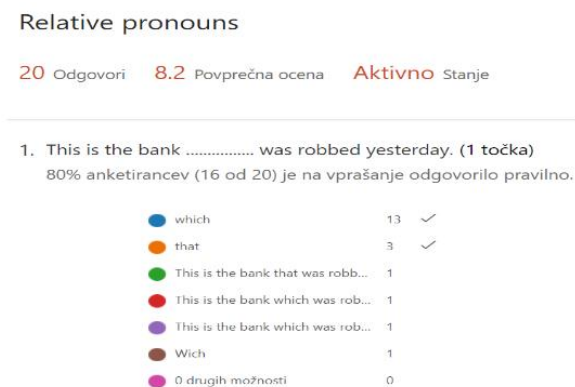 Relative pronouns
20 Odgovori 8.2 Povprečna ocena Aktivno Stanje
1. This is the bank ................ was robbed yesterday. (1 točka)
80% anketirancev (16 od 20) je na vprašanje odgovorilo pravilno.
which 13 ✓
that 3 ✓
This is the bank that was robb... 1
This is the bank which was rob... 1
This is the bank which was rob... 1
Wich 1
0 drugih možnosti 0